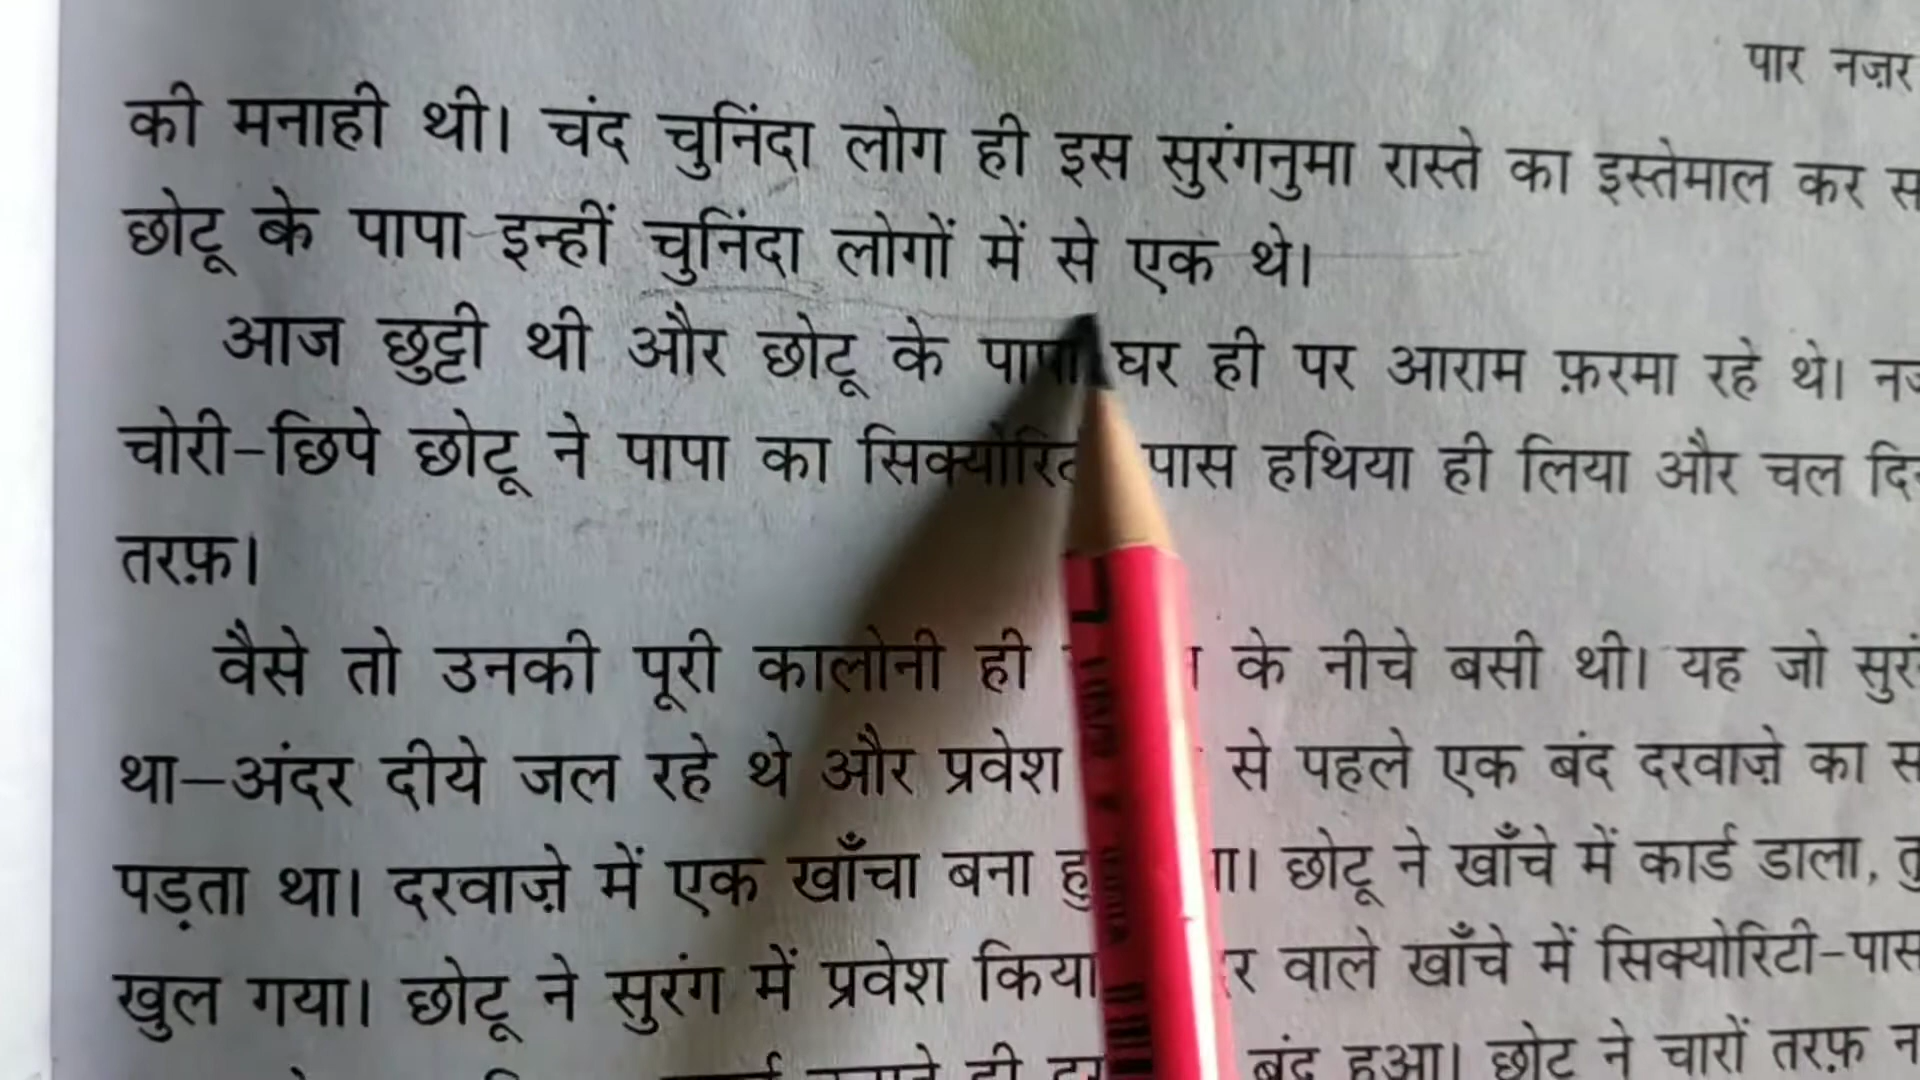 पार नज़र
की मनाही थी। चंद चुनिंदा लोग ही इस सुरंगनुमा रास्ते का इस्तेमाल कर
छोटू के पापा इन्हीं चुनिंदा लोगों में से एक थे।
आज छुट्टी थी और छोटू के पापा घर ही पर आराम फ़रमा रहे थे।
चोरी-छिपे छोटू ने पापा का पास हथिया ही लिया और चल
तरफ़।
वैसे तो उनकी पूरी कालोनी ही के नीचे बसी थी। यह जो
था—अंदर दीये जल रहे थे और प्रवेश से पहले एक बंद दरवाज़े का
पड़ता था। दरवाज़े में एक खाँचा बना छोटू ने खाँचे में कार्ड डाला,
खुल गया। छोटू ने सुरंग में प्रवेश किया वाले खाँचे में सिक्योरिटी-पास
बंद हुआ। छोटू ने चारों तरफ़